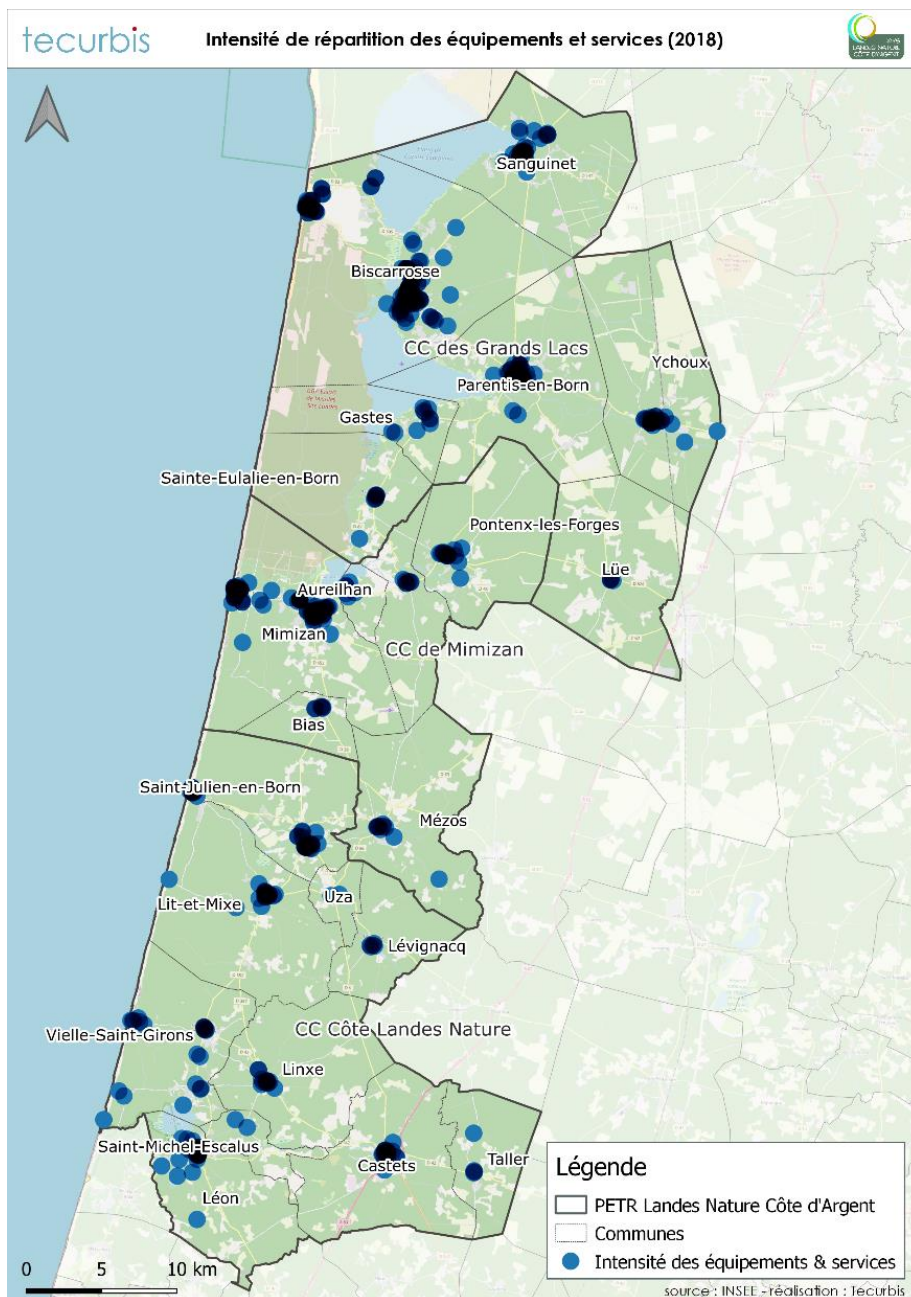 tecurbis
Intensité de répartition des équipements et services (2018)
LANDES NATURE
CÔTE D'ARGENT
Sanguinet
Biscarrosse
CC des Grands Lacs
Ychoux
Parentis-en-Born
Gastes
Sainte-Eulalie-en-Born
Pontenx-les-Forges
Lüe
Aureilhan
Mimizan
CC de Mimizan
Bias
Saint-Julien-en-Born
Mézos
Uza
Lit-et-Mixe
Lévignacq
CC Côte Landes Nature
Vielle-Saint-Girons
Linxe
Saint-Michel-Escalus
Castets
Taller
Léon
Légende
PETR Landes Nature Côte d'Argent
Communes
Intensité des équipements & services
0 5 10 km
source : INSEE - réalisation : Tecurbis